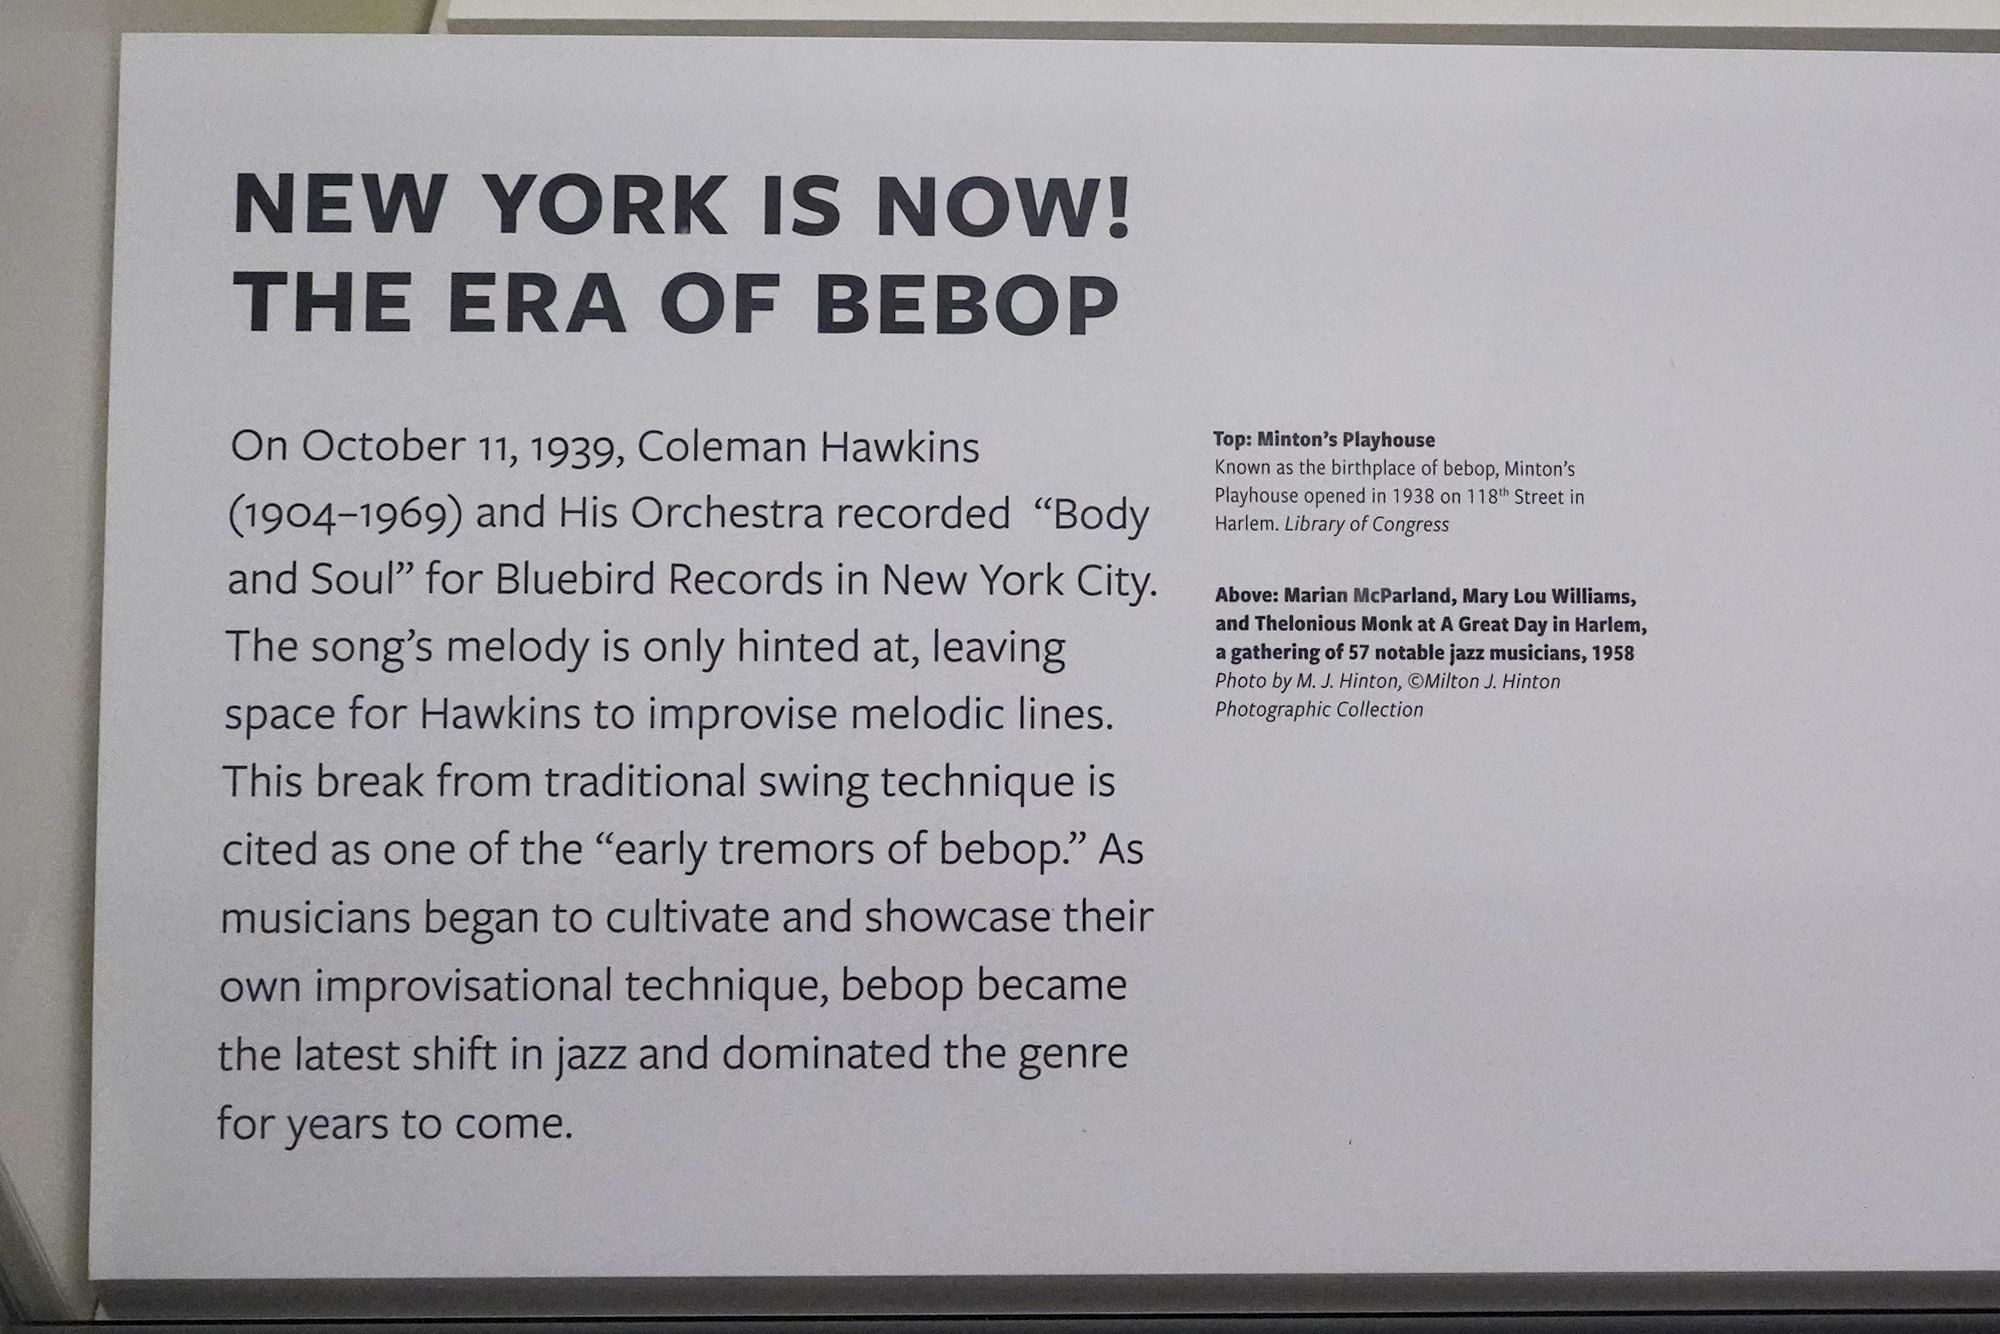 NEW YORK IS NOW!
THE ERA OF BEBOP
On October 11, 1939, Coleman Hawkins
(1904–1969) and His Orchestra recorded “Body
and Soul” for Bluebird Records in New York City.
The song’s melody is only hinted at, leaving
space for Hawkins to improvise melodic lines.
This break from traditional swing technique is
cited as one of the “early tremors of bebop.” As
musicians began to cultivate and showcase their
own improvisational technique, bebop became
the latest shift in jazz and dominated the genre
for years to come.
Top: Minton’s Playhouse
Known as the birthplace of bebop, Minton’s
Playhouse opened in 1938 on 118th Street in
Harlem. Library of Congress
Above: Marian McParland, Mary Lou Williams,
and Thelonious Monk at A Great Day in Harlem,
a gathering of 57 notable jazz musicians, 1958
Photo by M. J. Hinton, ©Milton J. Hinton
Photographic Collection